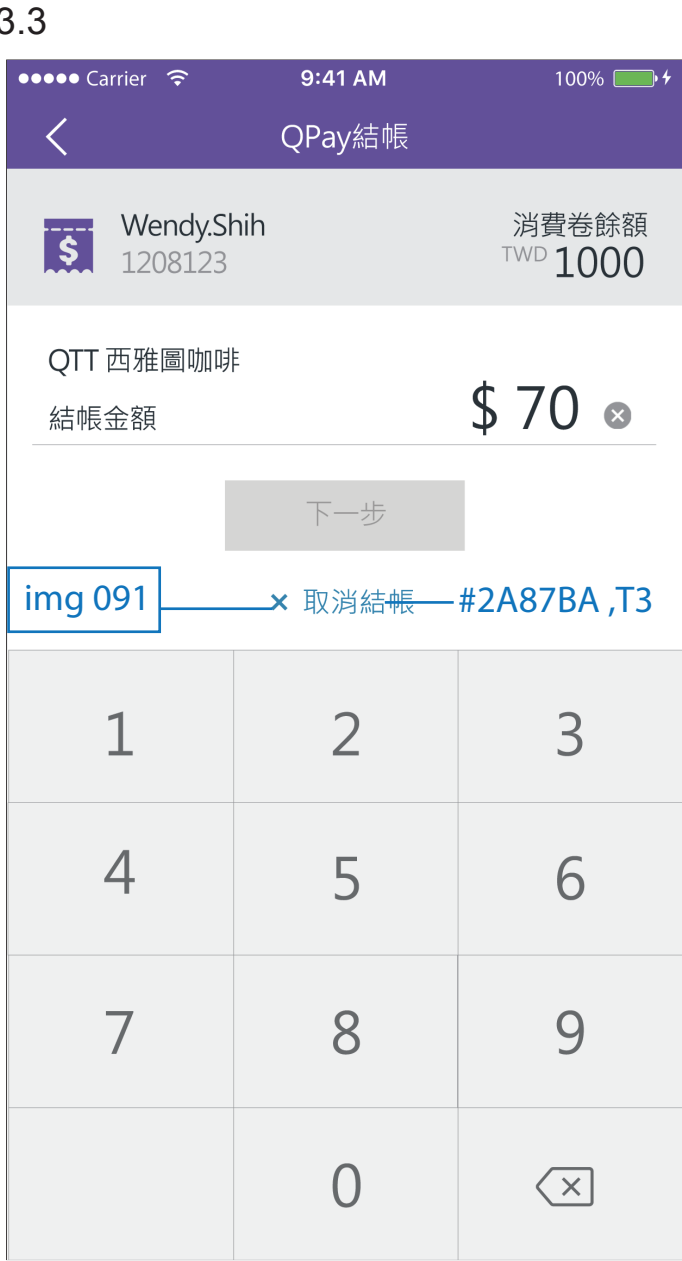 3.3
Carrier 9:41 AM 100%
QPay結帳
Wendy.Shih 消費卷餘額
1208123 TWD 1000
QTT 西雅圖咖啡
結帳金額 $ 70
下一步
img 091 × 取消結帳 #2A87BA ,T3
1 2 3
4 5 6
7 8 9
0